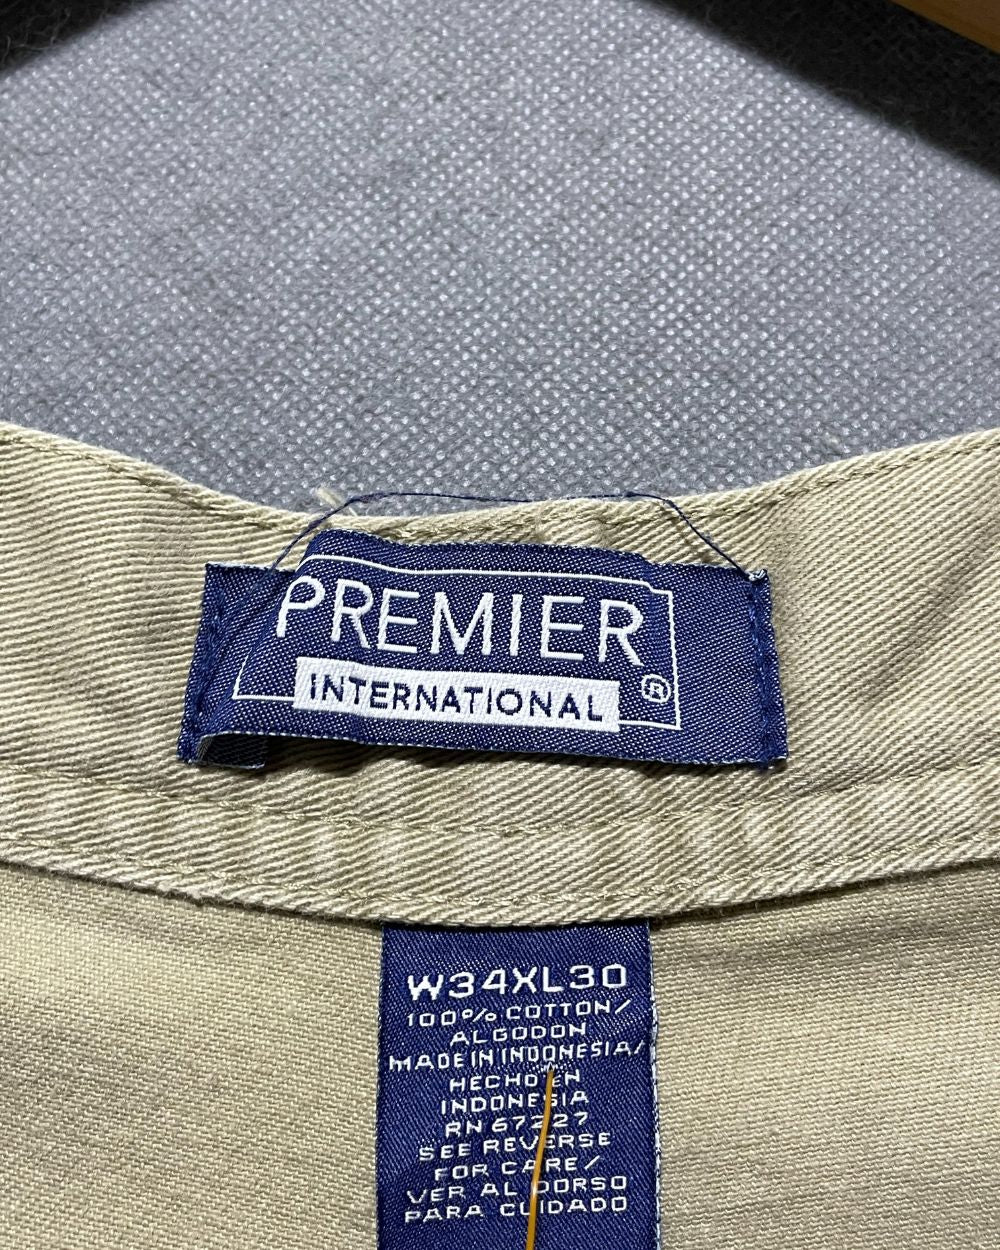 PREMIER
INTERNATIONAL ®
W34XL30
100% COTTON/
ALGODON
MADE IN INDONESIA/
HECHO EN
INDONESIA
RN 67227
SEE REVERSE
FOR CARE/
VER AL DORSO
PARA CUIDADO